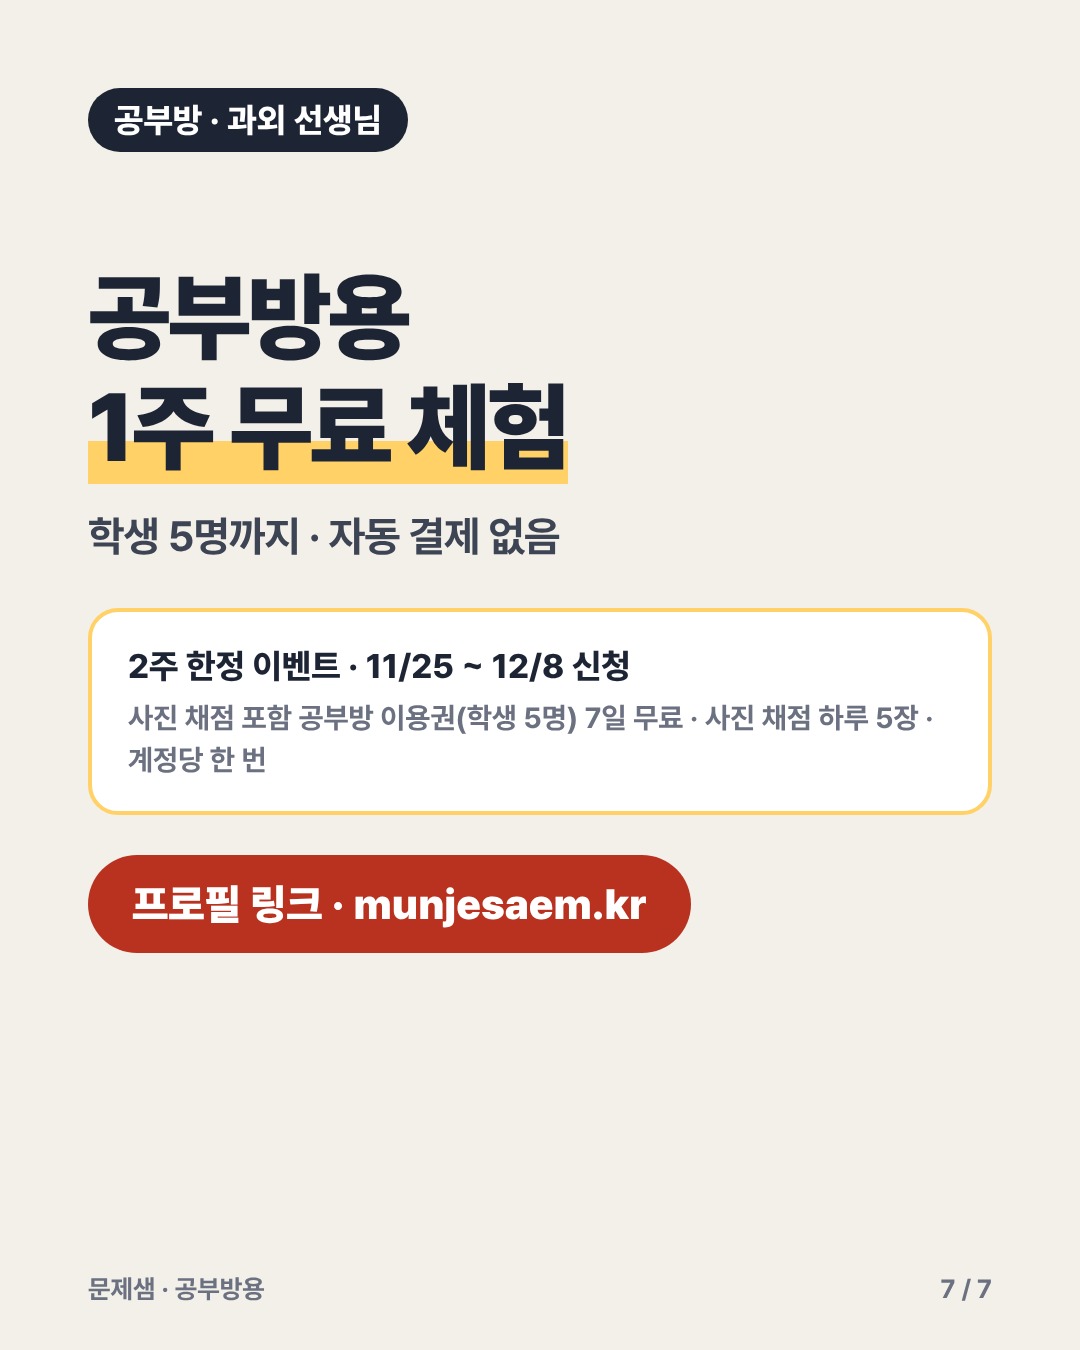 공부방 · 과외 선생님
공부방용
1주 무료 체험
학생 5명까지 · 자동 결제 없음
2주 한정 이벤트 · 11/25 ~ 12/8 신청
사진 채점 포함 공부방 이용권(학생 5명) 7일 무료 · 사진 채점 하루 5장 ·
계정당 한 번
프로필 링크 · munjesaem.kr
문제샘 · 공부방용
7 / 7